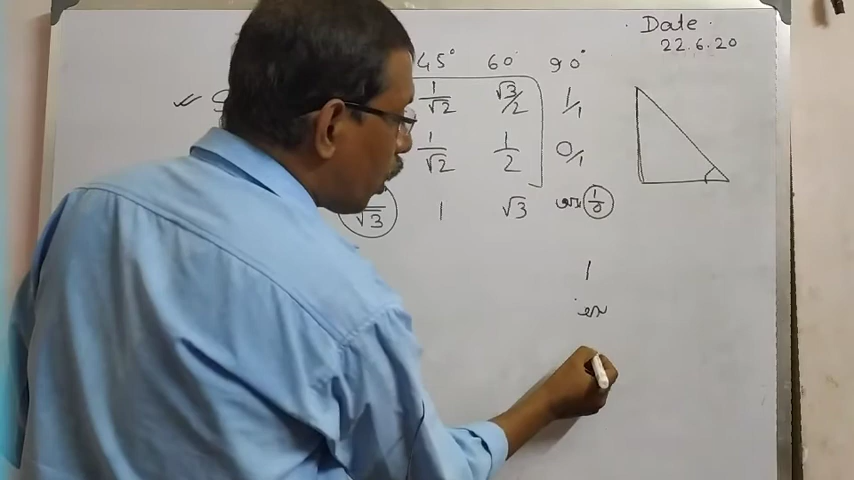 Date
22.6.20
45° 60° 90°
1/√2 √3/2 1/1
1/√2 1/2 0/1
√3 1 √3 1/0
1